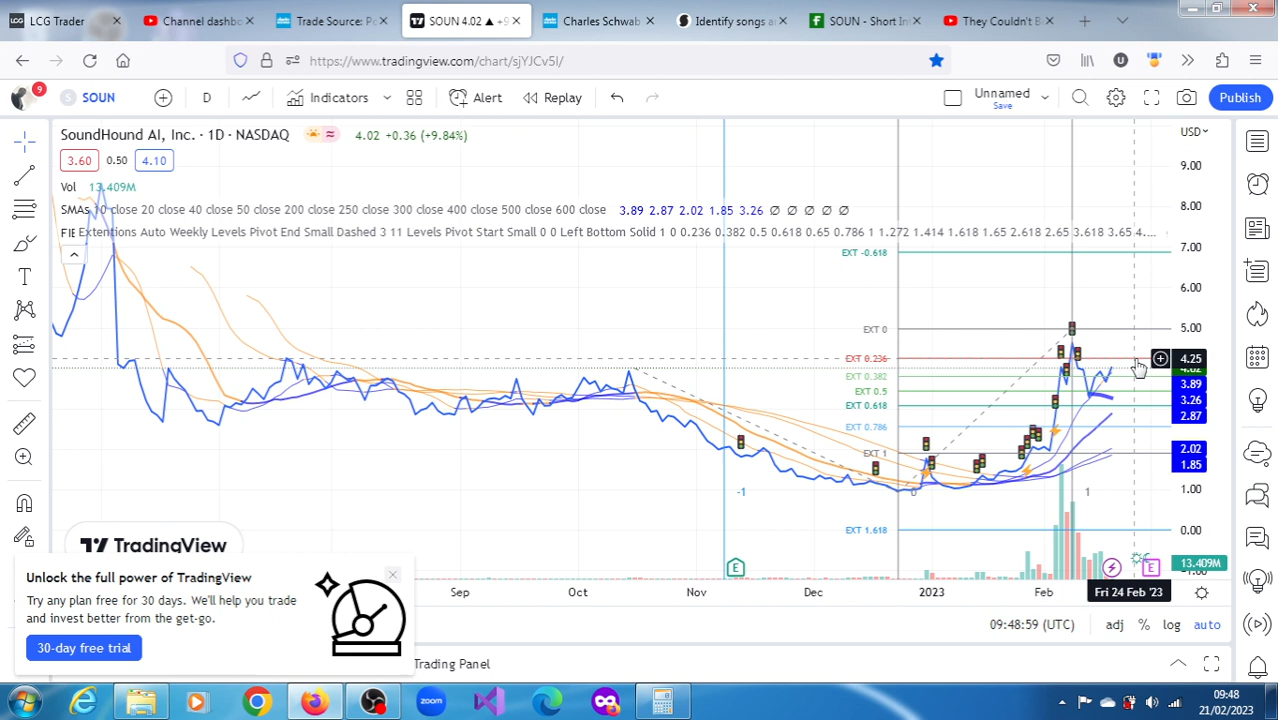 LCG Trader
Channel dashbo
Trade Source: Po
SOUN 4.02 ▲ +9
Charles Schwab
Identify songs a
SOUN - Short In
They Couldn't B
https://www.tradingview.com/chart/sjYJCv5I/
9
S
SOUN
D
Indicators
Alert
Replay
Unnamed
Save
Publish
SoundHound AI, Inc. · 1D · NASDAQ
4.02 +0.36 (+9.84%)
USD
3.60
0.50
4.10
Vol 13.409M
SMAs 10 close 20 close 40 close 50 close 200 close 250 close 300 close 400 close 500 close 600 close 3.89 2.87 2.02 1.85 3.26 Ø Ø Ø Ø Ø
FIB Extentions Auto Weekly Levels Pivot End Small Dashed 3 11 Levels Pivot Start Small 0 0 Left Bottom Solid 1 0 0.236 0.382 0.5 0.618 0.65 0.786 1 1.272 1.414 1.618 1.65 2.618 2.65 3.618 3.65 4....
9.00
8.00
7.00
6.00
5.00
4.25
4.02
3.89
3.26
2.87
2.02
1.85
1.00
0.00
-1.00
EXT -0.618
EXT 0
EXT 0.236
EXT 0.382
EXT 0.5
EXT 0.618
EXT 0.786
EXT 1
EXT 1.618
-1
0
1
TradingView
E
E
13.409M
Sep
Oct
Nov
Dec
2023
Feb
Fri 24 Feb '23
Unlock the full power of TradingView
Try any plan free for 30 days. We'll help you trade
and invest better from the get-go.
30-day free trial
09:48:59 (UTC)
adj
%
log
auto
Trading Panel
zoom
09:48
21/02/2023